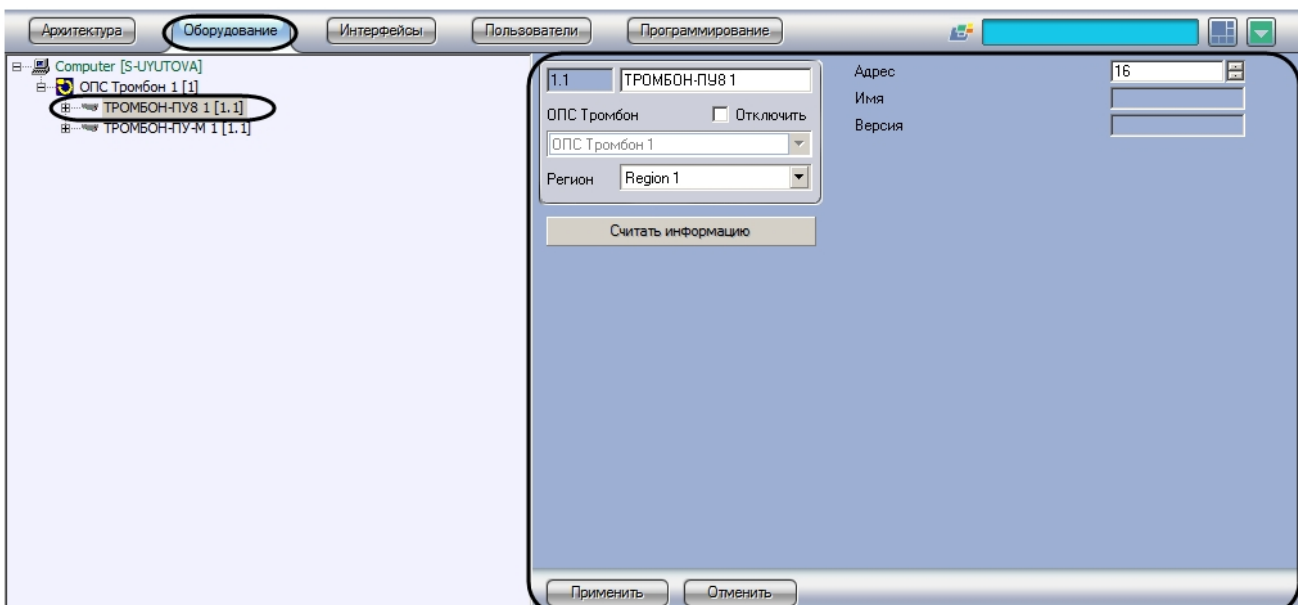 Архитектура Оборудование Интерфейсы Пользователи Программирование
Computer [S-UYUTOVA]
ОПС Тромбон 1 [1]
ТРОМБОН-ПУ8 1 [1.1]
ТРОМБОН-ПУ-М 1 [1.1]
1.1 ТРОМБОН-ПУ8 1
ОПС Тромбон Отключить
ОПС Тромбон 1
Регион Region 1
Считать информацию
Адрес 16
Имя
Версия
Применить Отменить